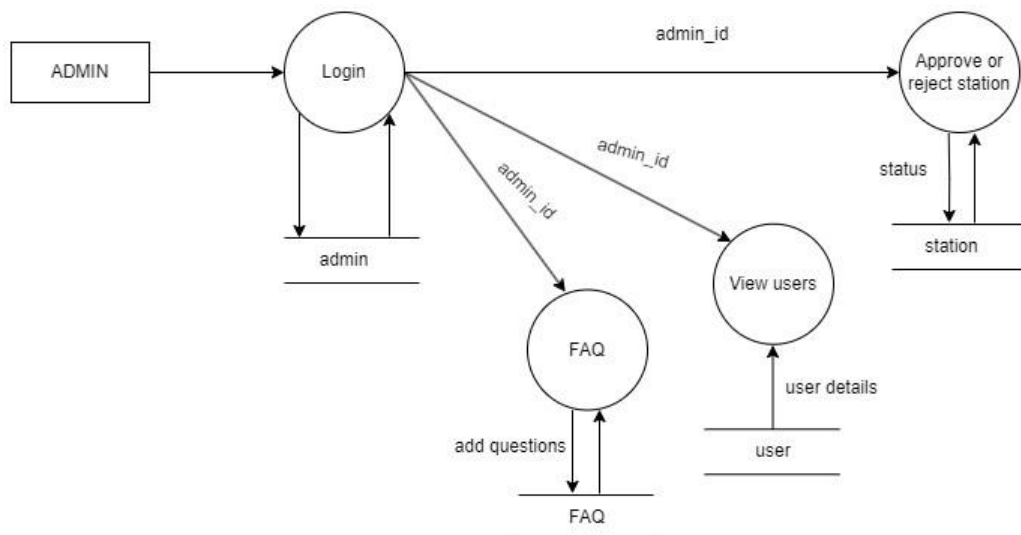 admin_id
ADMIN
Login
Approve or
reject station
admin_id
admin_id
status
admin
station
View users
FAQ
user details
add questions
user
FAQ